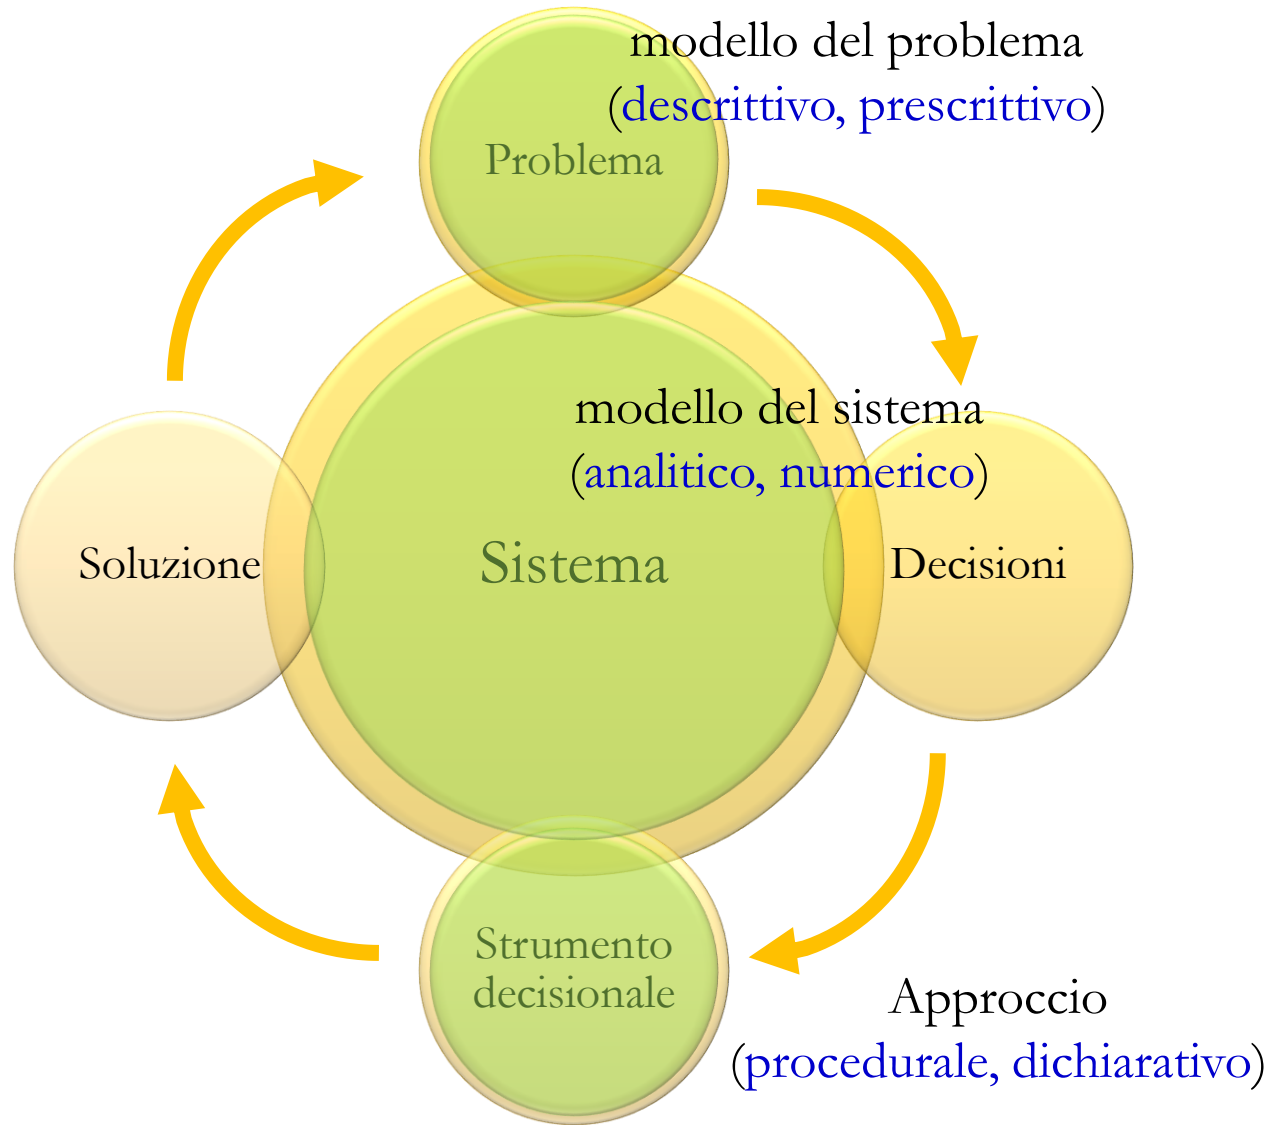 modello del problema
(descrittivo, prescrittivo)
Problema
modello del sistema
(analitico, numerico)
Soluzione
Sistema
Decisioni
Strumento
decisionale
Approccio
(procedurale, dichiarativo)